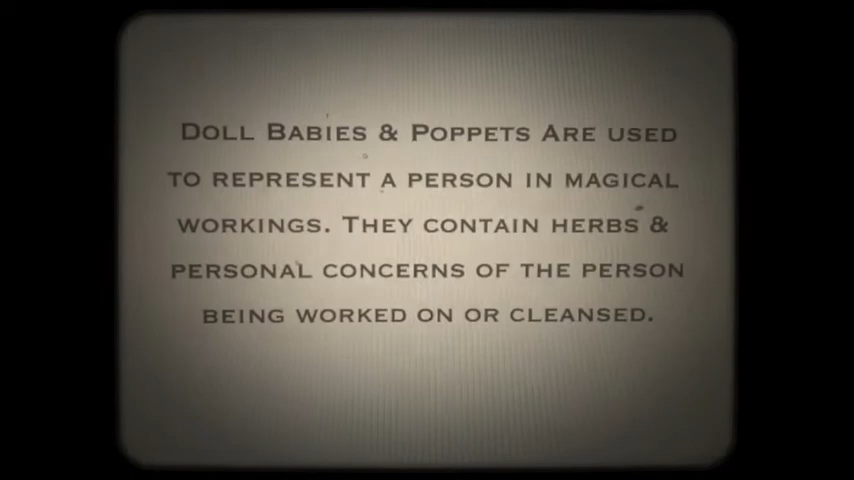 Doll Babies & Poppets Are used
to represent a person in magical
workings. They contain herbs &
personal concerns of the person
being worked on or cleansed.